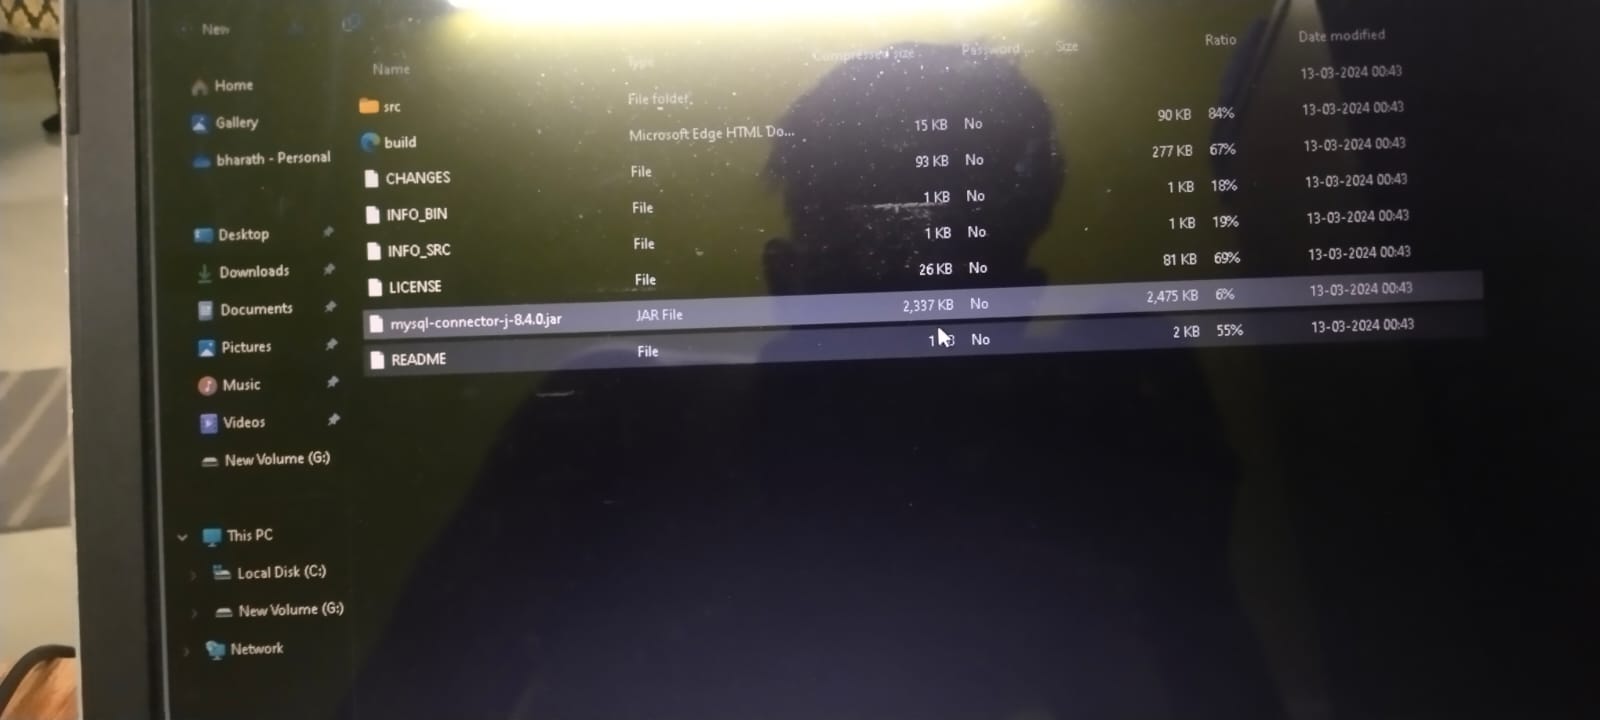 New
Name Type Compressed size Password ... Size Ratio Date modified
src File folder 13-03-2024 00:43
build Microsoft Edge HTML Do... 15 KB No 90 KB 84% 13-03-2024 00:43
CHANGES File 93 KB No 277 KB 67% 13-03-2024 00:43
INFO_BIN File 1 KB No 1 KB 18% 13-03-2024 00:43
INFO_SRC File 1 KB No 1 KB 19% 13-03-2024 00:43
LICENSE File 26 KB No 81 KB 69% 13-03-2024 00:43
mysql-connector-j-8.4.0.jar JAR File 2,337 KB No 2,475 KB 6% 13-03-2024 00:43
README File 1 No 2 KB 55% 13-03-2024 00:43
Home
Gallery
bharath - Personal
Desktop
Downloads
Documents
Pictures
Music
Videos
New Volume (G:)
This PC
Local Disk (C:)
New Volume (G:)
Network